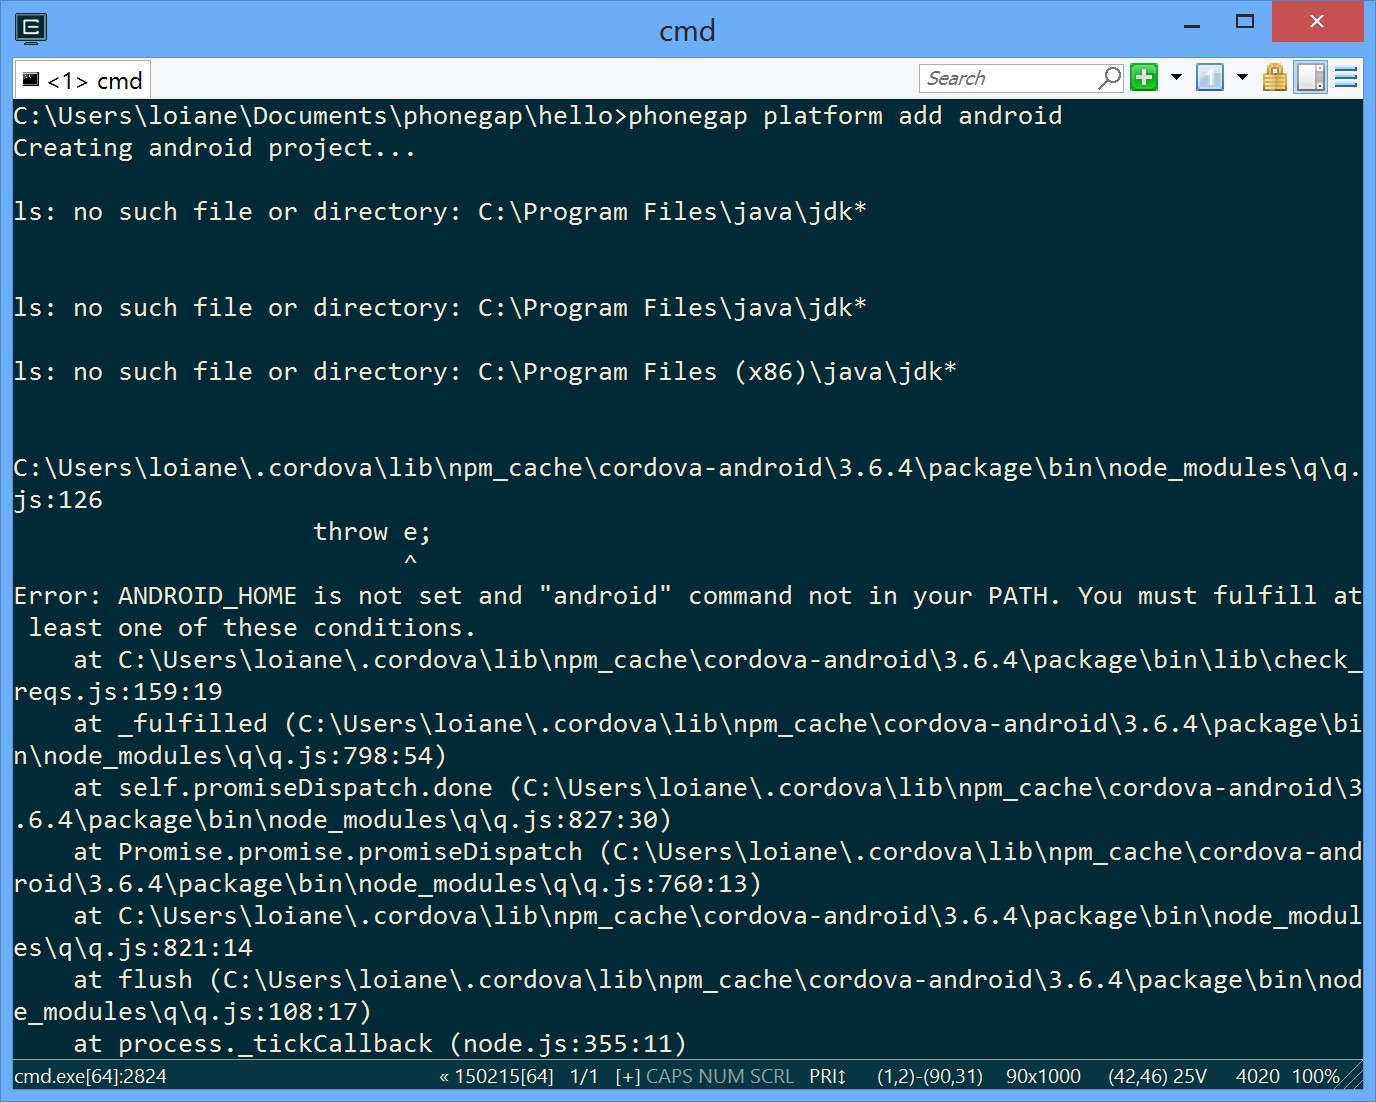 cmd
<1> cmd
Search
1
C:\Users\loiane\Documents\phonegap\hello>phonegap platform add android
Creating android project...
ls: no such file or directory: C:\Program Files\java\jdk*
ls: no such file or directory: C:\Program Files\java\jdk*
ls: no such file or directory: C:\Program Files (x86)\java\jdk*
C:\Users\loiane\.cordova\lib\npm_cache\cordova-android\3.6.4\package\bin\node_modules\q\q.
js:126
throw e;
^
Error: ANDROID_HOME is not set and "android" command not in your PATH. You must fulfill at
least one of these conditions.
at C:\Users\loiane\.cordova\lib\npm_cache\cordova-android\3.6.4\package\bin\lib\check_
reqs.js:159:19
at _fulfilled (C:\Users\loiane\.cordova\lib\npm_cache\cordova-android\3.6.4\package\bi
n\node_modules\q\q.js:798:54)
at self.promiseDispatch.done (C:\Users\loiane\.cordova\lib\npm_cache\cordova-android\3
.6.4\package\bin\node_modules\q\q.js:827:30)
at Promise.promise.promiseDispatch (C:\Users\loiane\.cordova\lib\npm_cache\cordova-and
roid\3.6.4\package\bin\node_modules\q\q.js:760:13)
at C:\Users\loiane\.cordova\lib\npm_cache\cordova-android\3.6.4\package\bin\node_modul
es\q\q.js:821:14
at flush (C:\Users\loiane\.cordova\lib\npm_cache\cordova-android\3.6.4\package\bin\nod
e_modules\q\q.js:108:17)
at process._tickCallback (node.js:355:11)
cmd.exe[64]:2824 « 150215[64] 1/1 [+] CAPS NUM SCRL PRI↕ (1,2)-(90,31) 90x1000 (42,46) 25V 4020 100%